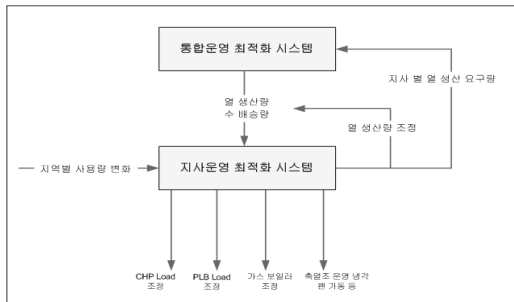 통합운영 최적화 시스템
지사 별 열 생산 요구량
열 생산량
수 배송량
열 생산량 조정
지역별 사용량 변화
지사운영 최적화 시스템
CHP Load
조정
PLB Load
조정
가스 보일러
조정
축열조 운영 냉각
팬 가동 등